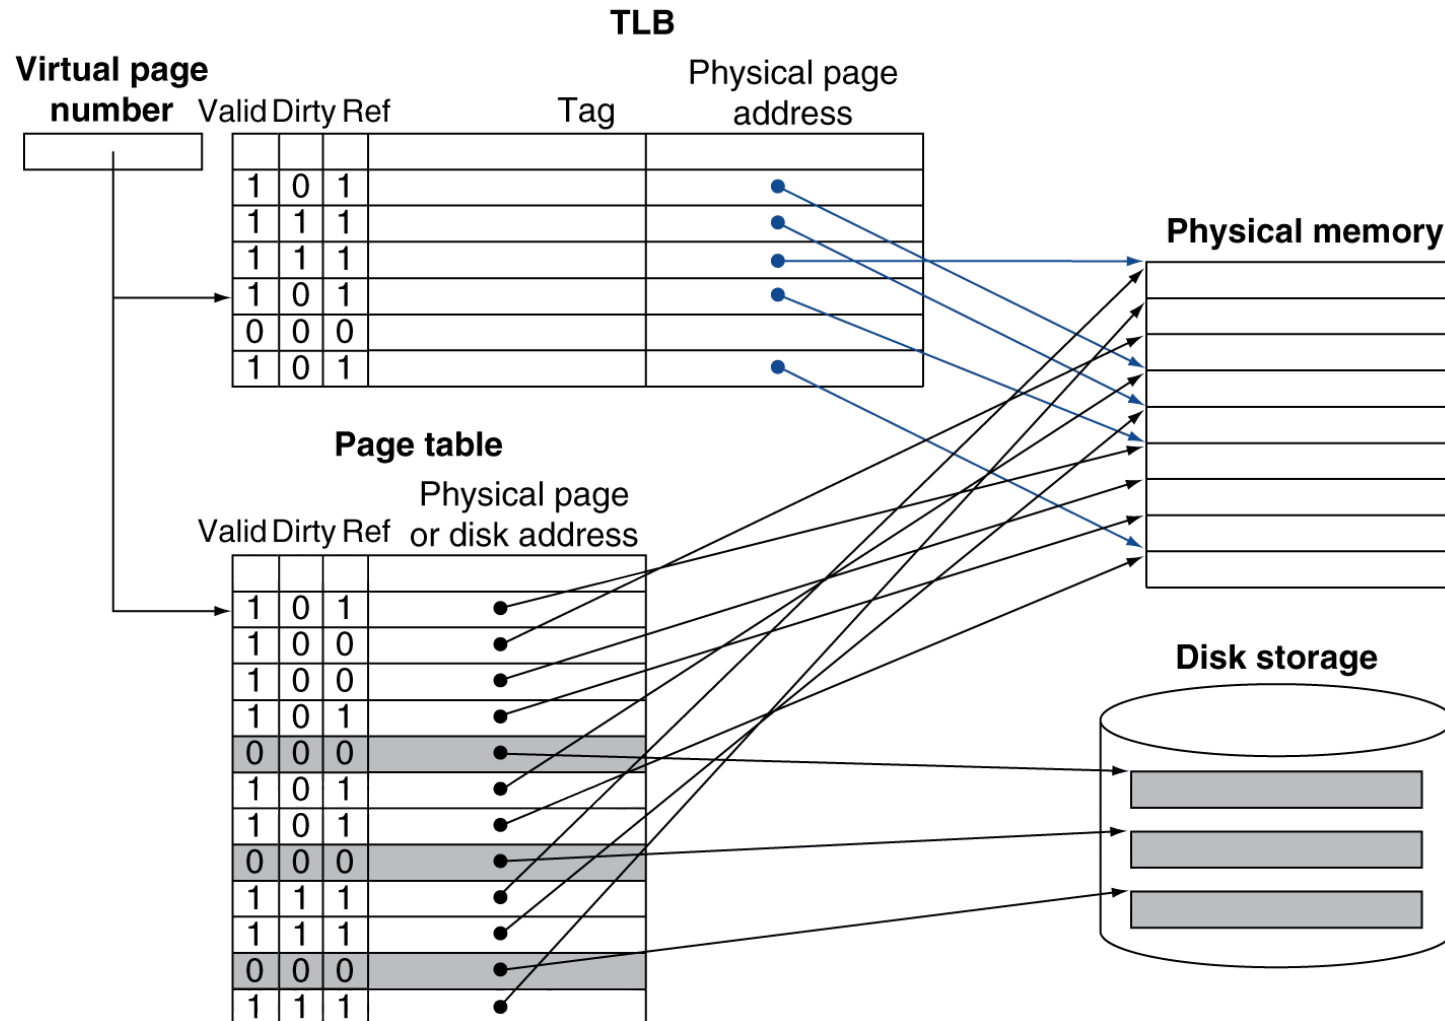 TLB
Virtual page
number
Valid Dirty Ref
Tag
Physical page
address
1 0 1
1 1 1
1 1 1
1 0 1
0 0 0
1 0 1
Physical memory
Page table
Physical page
or disk address
Valid Dirty Ref
1 0 1
1 0 0
1 0 0
1 0 1
0 0 0
1 0 1
1 0 1
0 0 0
1 1 1
1 1 1
0 0 0
1 1 1
Disk storage